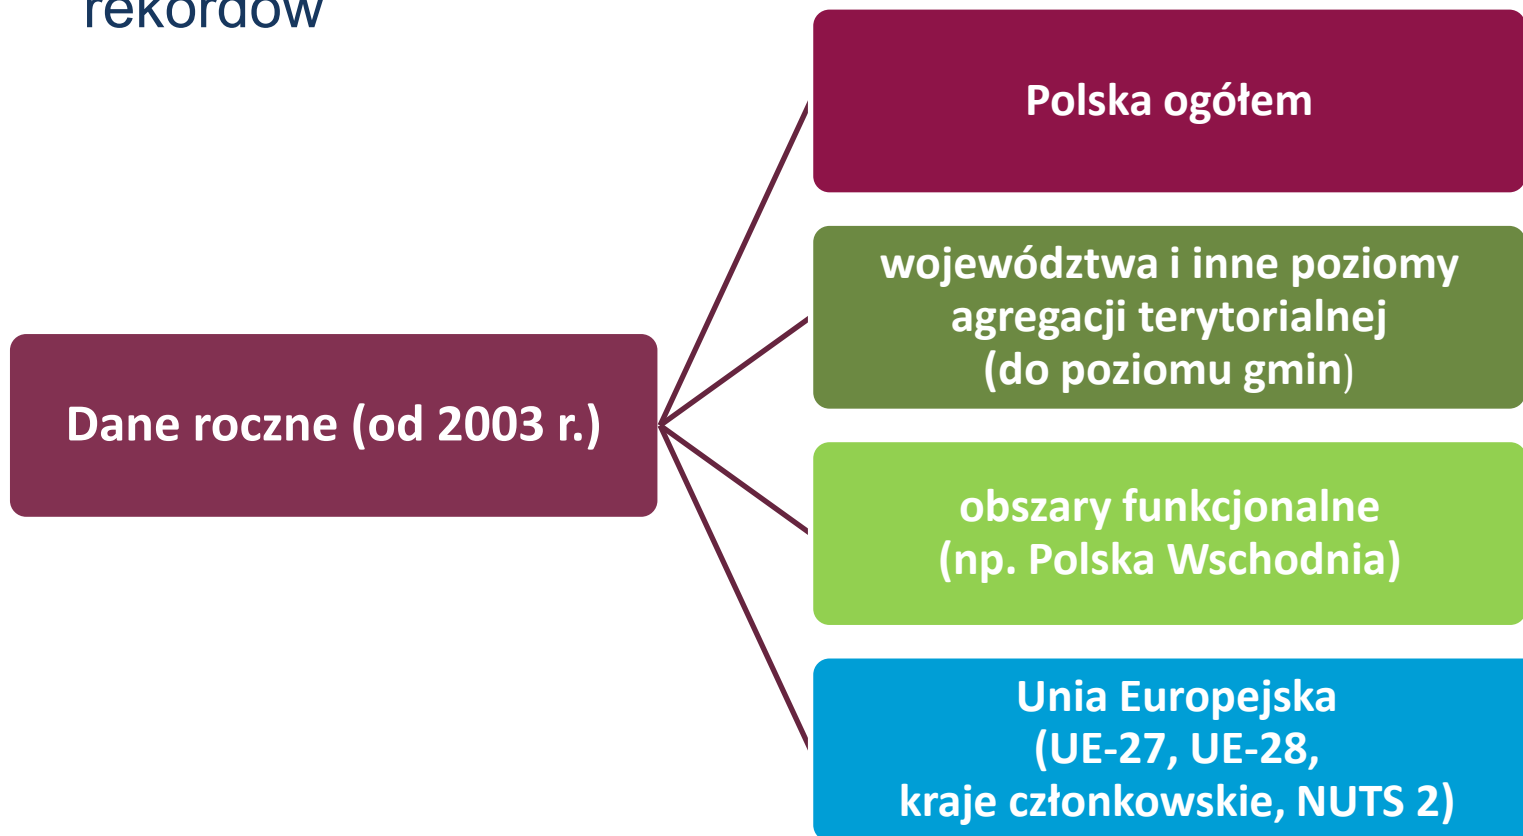 rekordów
Polska ogółem
województwa i inne poziomy
agregacji terytorialnej
(do poziomu gmin)
Dane roczne (od 2003 r.)
obszary funkcjonalne
(np. Polska Wschodnia)
Unia Europejska
(UE-27, UE-28,
kraje członkowskie, NUTS 2)